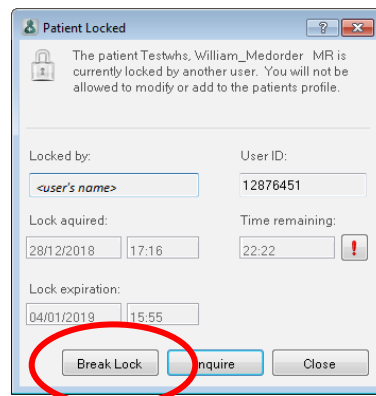 Patient Locked
The patient Testwhs, William_Medorder MR is
currently locked by another user. You will not be
allowed to modify or add to the patients profile.
Locked by: User ID:
<user's name> 12876451
Lock aquired: Time remaining:
28/12/2018 17:16 22:22 !
Lock expiration:
04/01/2019 15:55
Break Lock nquire Close